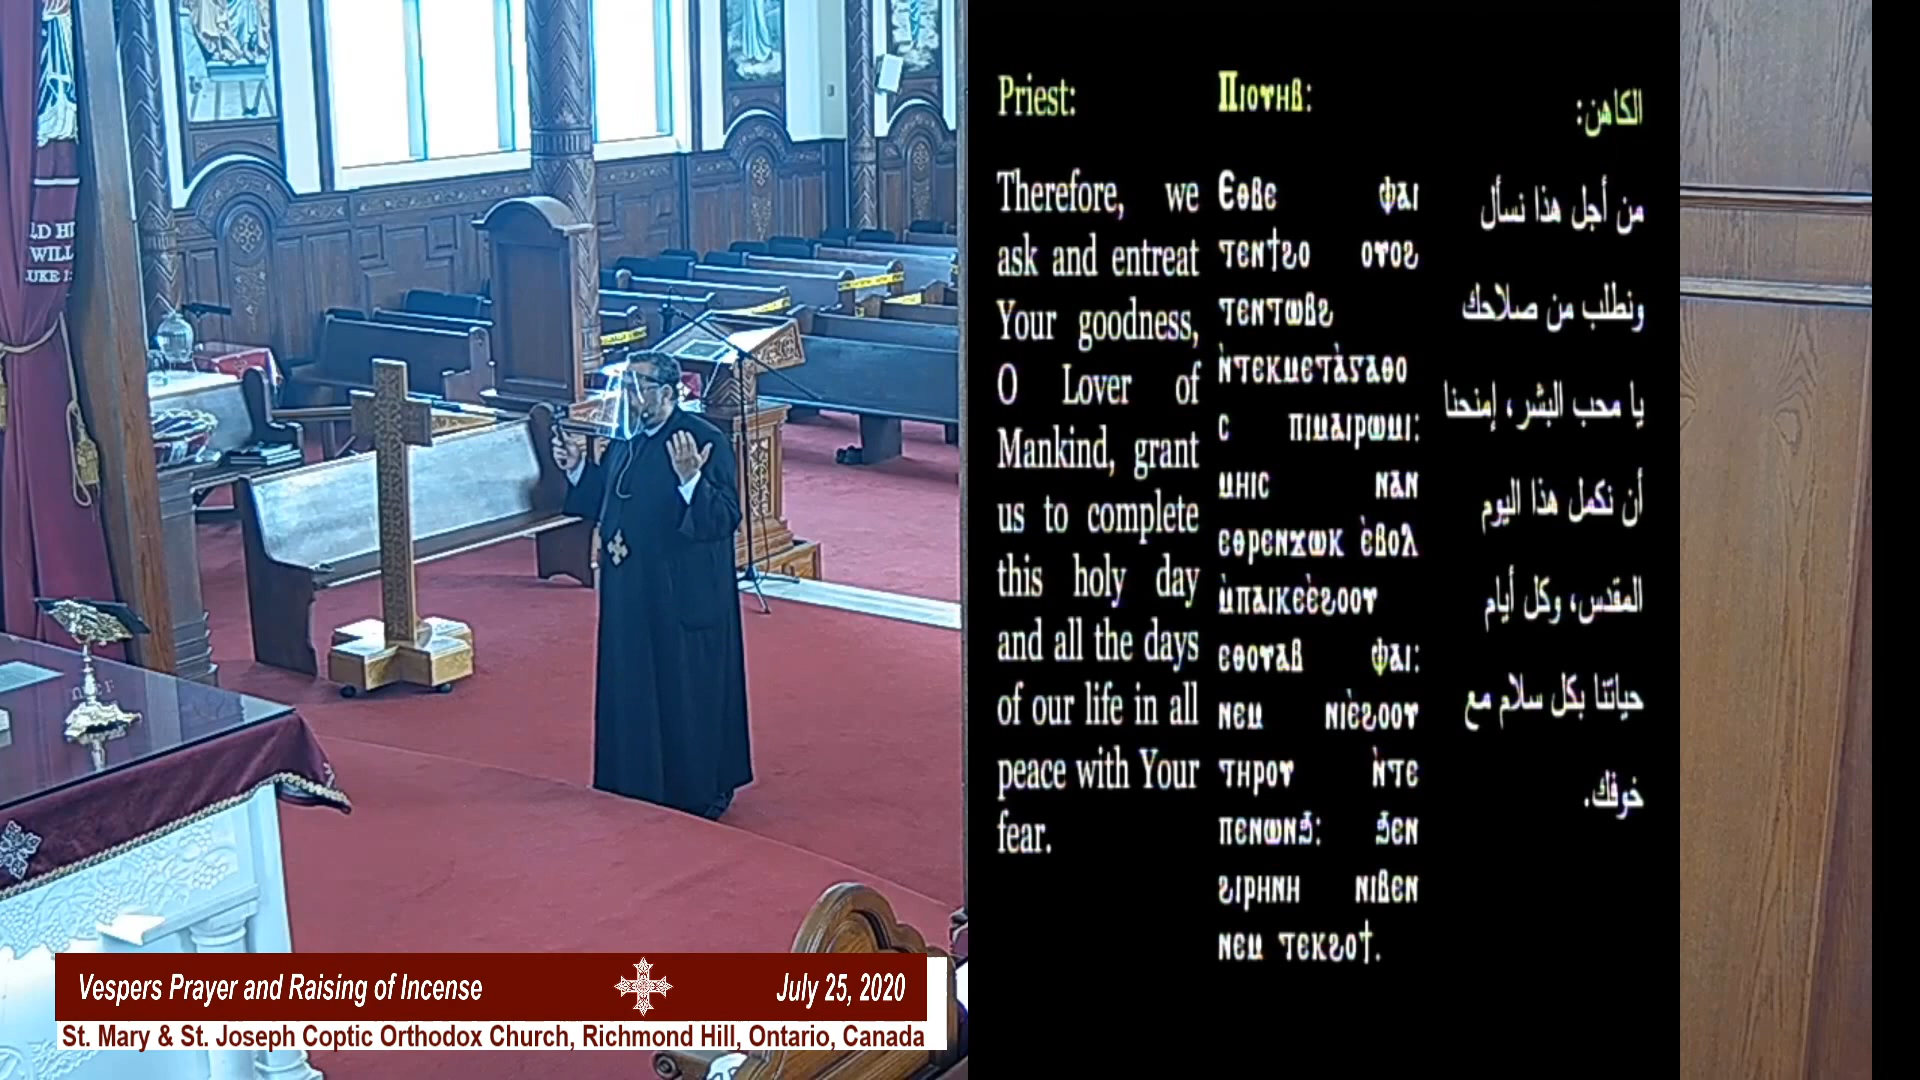 LD HI
WILL
LUKE 1:
Priest:
Therefore, we
ask and entreat
Your goodness,
O Lover of
Mankind, grant
us to complete
this holy day
and all the days
of our life in all
peace with Your
fear.
Ⲡⲓⲟⲩⲏⲃ:
Ⲉⲑⲃⲉ ⲫⲁⲓ
ⲧⲉⲛϯϩⲟ ⲟⲩⲟϩ
ⲧⲉⲛⲧⲱⲃϩ
ⲛ̀ⲧⲉⲕⲙⲉⲧⲁ̀ⲅⲁⲑⲟ
ⲥ ⲡⲓⲙⲁⲓⲣⲱⲙⲓ:
ⲙⲏⲓⲥ ⲛⲁⲛ
ⲉⲑⲣⲉⲛϫⲱⲕ ⲉ̀ⲃⲟⲗ
ⲙ̀ⲡⲁⲓⲕⲉⲉ̀ϩⲟⲟⲩ
ⲉⲑⲟⲩⲁⲃ ⲫⲁⲓ:
ⲛⲉⲙ ⲛⲓⲉ̀ϩⲟⲟⲩ
ⲧⲏⲣⲟⲩ ⲛ̀ⲧⲉ
ⲡⲉⲛⲱⲛϧ: ϧⲉⲛ
ϩⲓⲣⲏⲛⲏ ⲛⲓⲃⲉⲛ
ⲛⲉⲙ ⲧⲉⲕϩⲟϯ.
الكاهن:
من أجل هذا نسأل
ونطلب من صلاحك
يا محب البشر، إمنحنا
أن نكمل هذا اليوم
المقدس، وكل أيام
حياتنا بكل سلام مع
خوفك.
Vespers Prayer and Raising of Incense July 25, 2020
St. Mary & St. Joseph Coptic Orthodox Church, Richmond Hill, Ontario, Canada